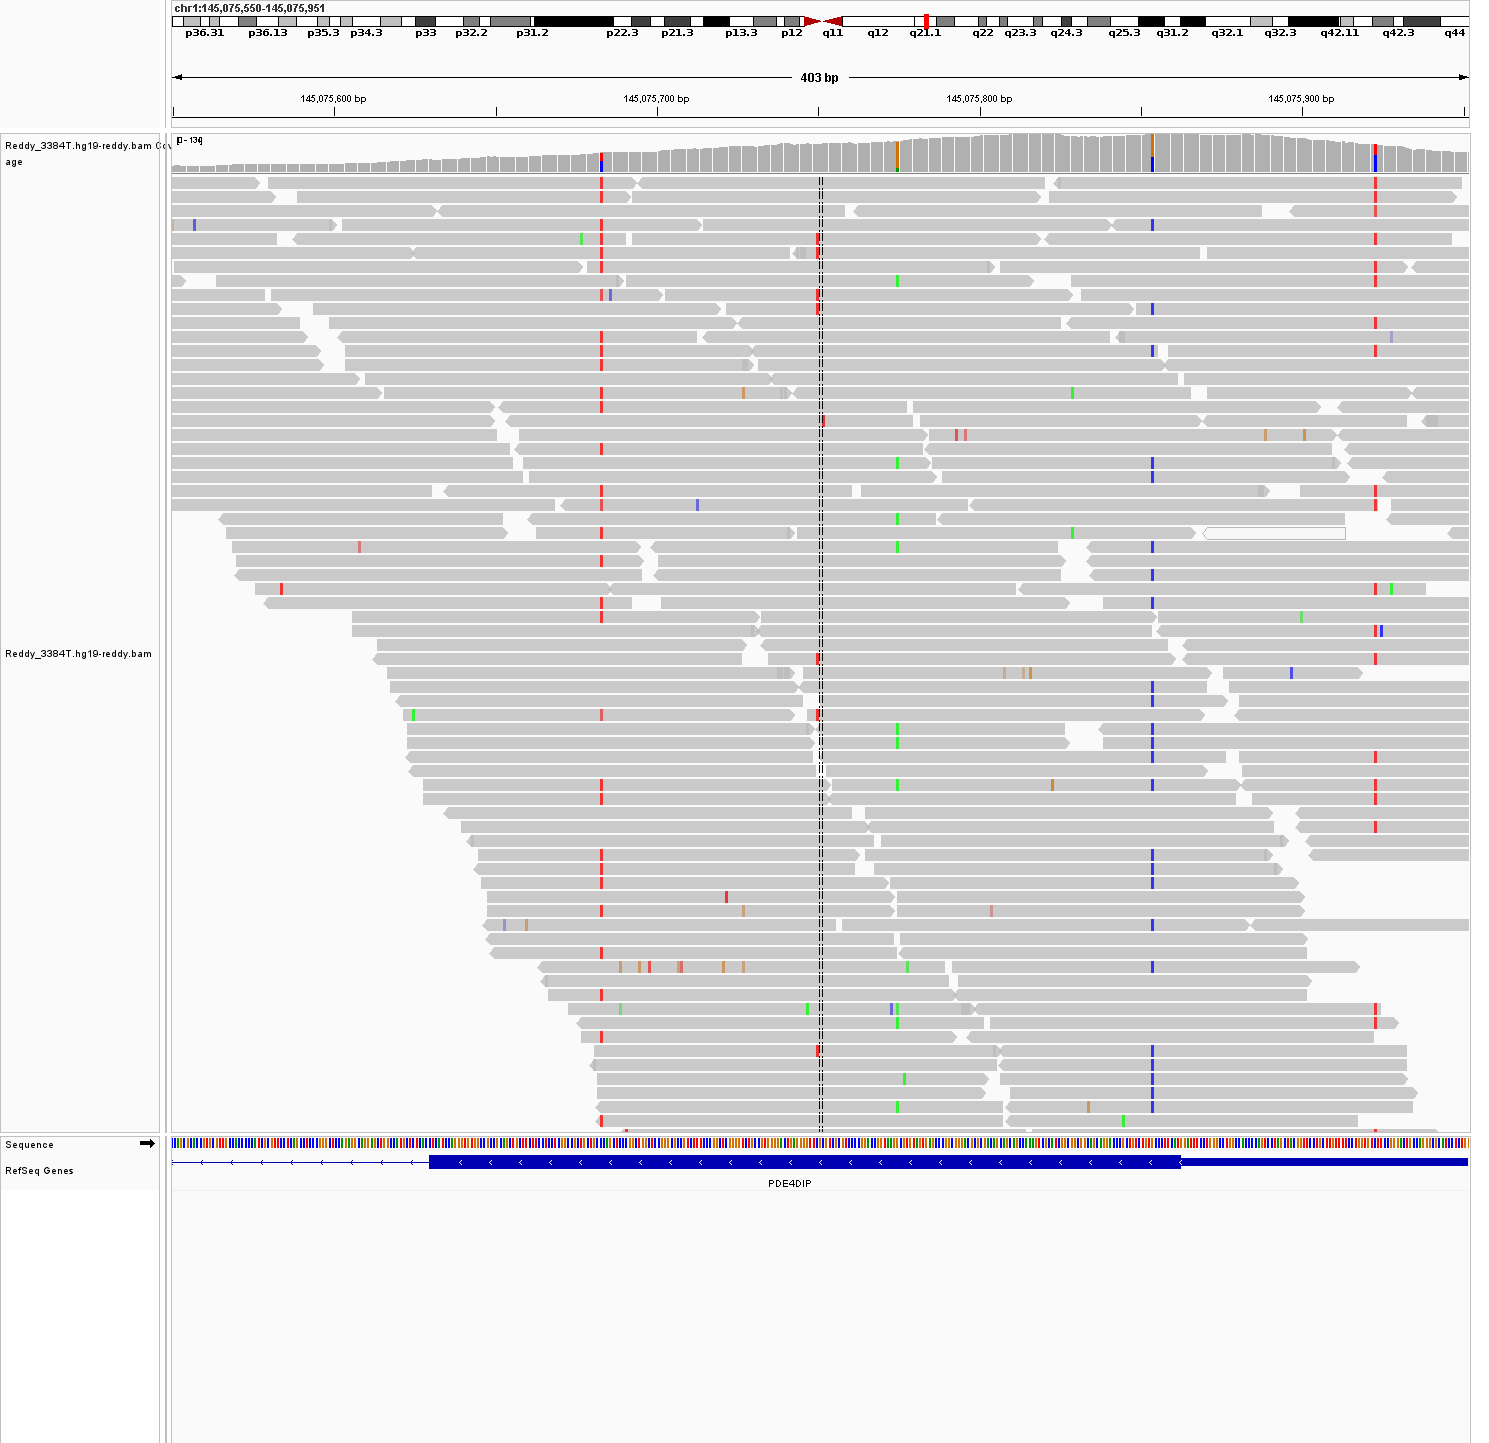 chr1:145,075,550-145,075,951
p36.31 p36.13 p35.3 p34.3 p33 p32.2 p31.2 p22.3 p21.3 p13.3 p12 q11 q12 q21.1 q22 q23.3 q24.3 q25.3 q31.2 q32.1 q32.3 q42.11 q42.3 q44
403 bp
145,075,600 bp 145,075,700 bp 145,075,800 bp 145,075,900 bp
[0 - 134]
Reddy_3384T.hg19-reddy.bam Cov
age
Reddy_3384T.hg19-reddy.bam
Sequence
RefSeq Genes
PDE4DIP